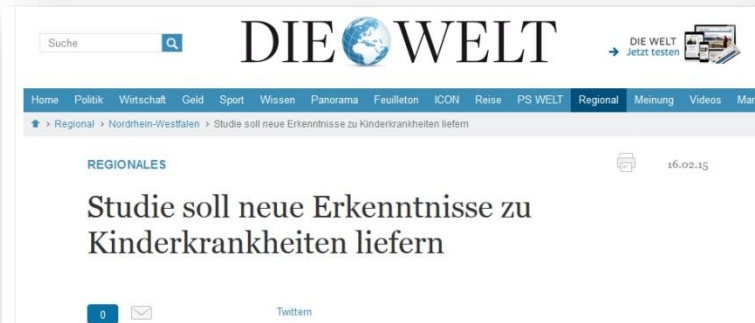 Suche
DIE WELT
DIE WELT
Jetzt testen
Home Politik Wirtschaft Geld Sport Wissen Panorama Feuilleton ICON Reise PS WELT Regional Meinung Videos
> Regional > Nordrhein-Westfalen > Studie soll neue Erkenntnisse zu Kinderkrankheiten liefern
REGIONALES
16.02.15
Studie soll neue Erkenntnisse zu
Kinderkrankheiten liefern
0
Twittern